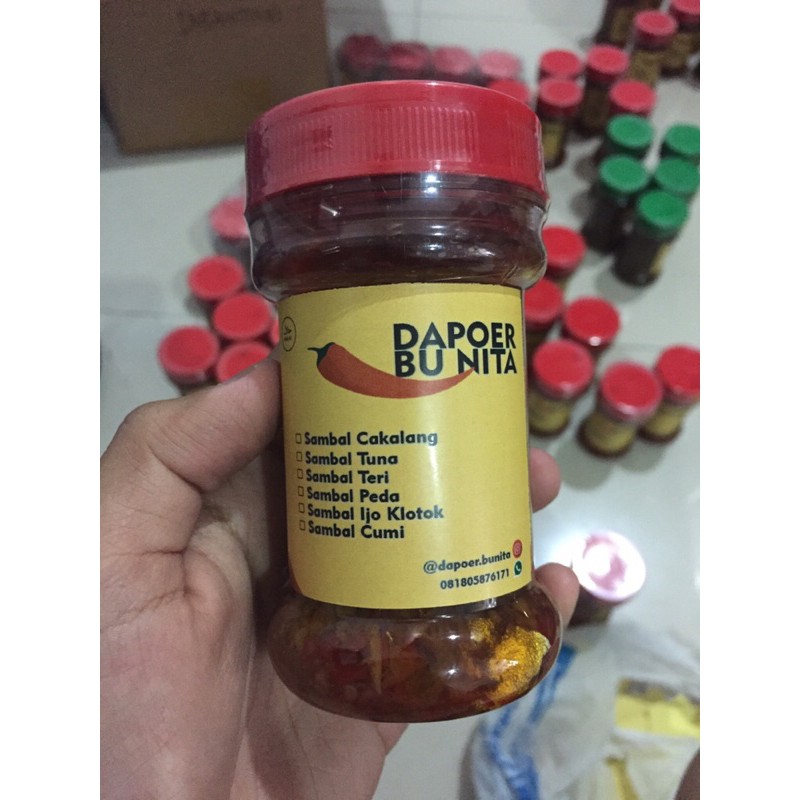 DAPOER
BU NITA
Sambal Cakalang
Sambal Tuna
Sambal Teri
Sambal Peda
Sambal Ijo Klotok
Sambal Cumi
@dapoer.bunita
081805876171